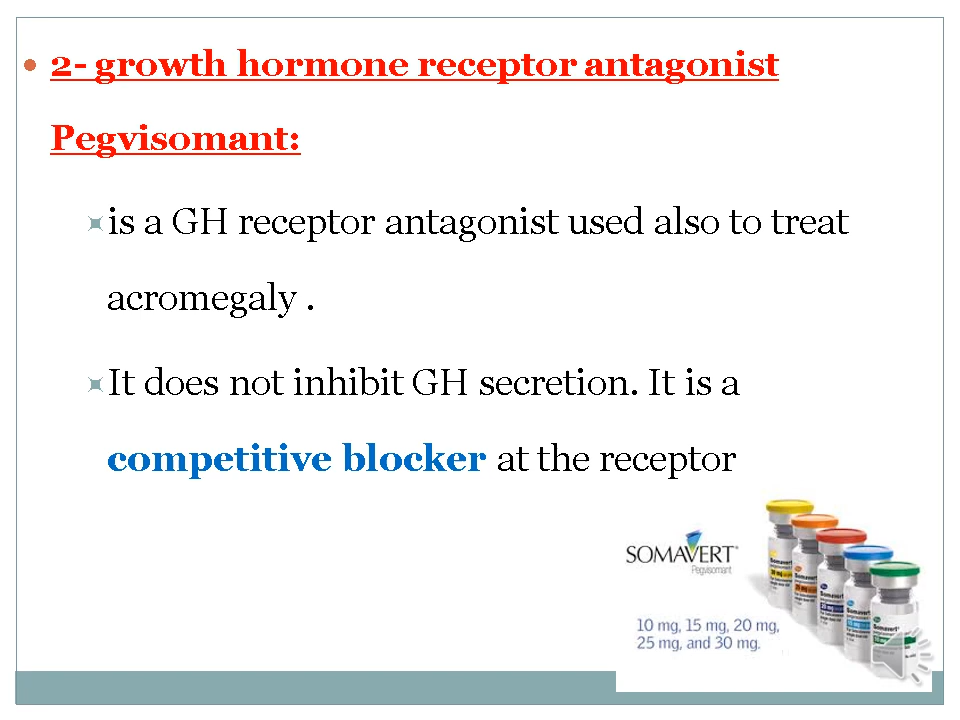 2- growth hormone receptor antagonist
Pegvisomant:
is a GH receptor antagonist used also to treat
acromegaly .
It does not inhibit GH secretion. It is a
competitive blocker at the receptor
SOMAVERT®
Pegvisomant
10 mg, 15 mg, 20 mg,
25 mg, and 30 mg.
Somavert